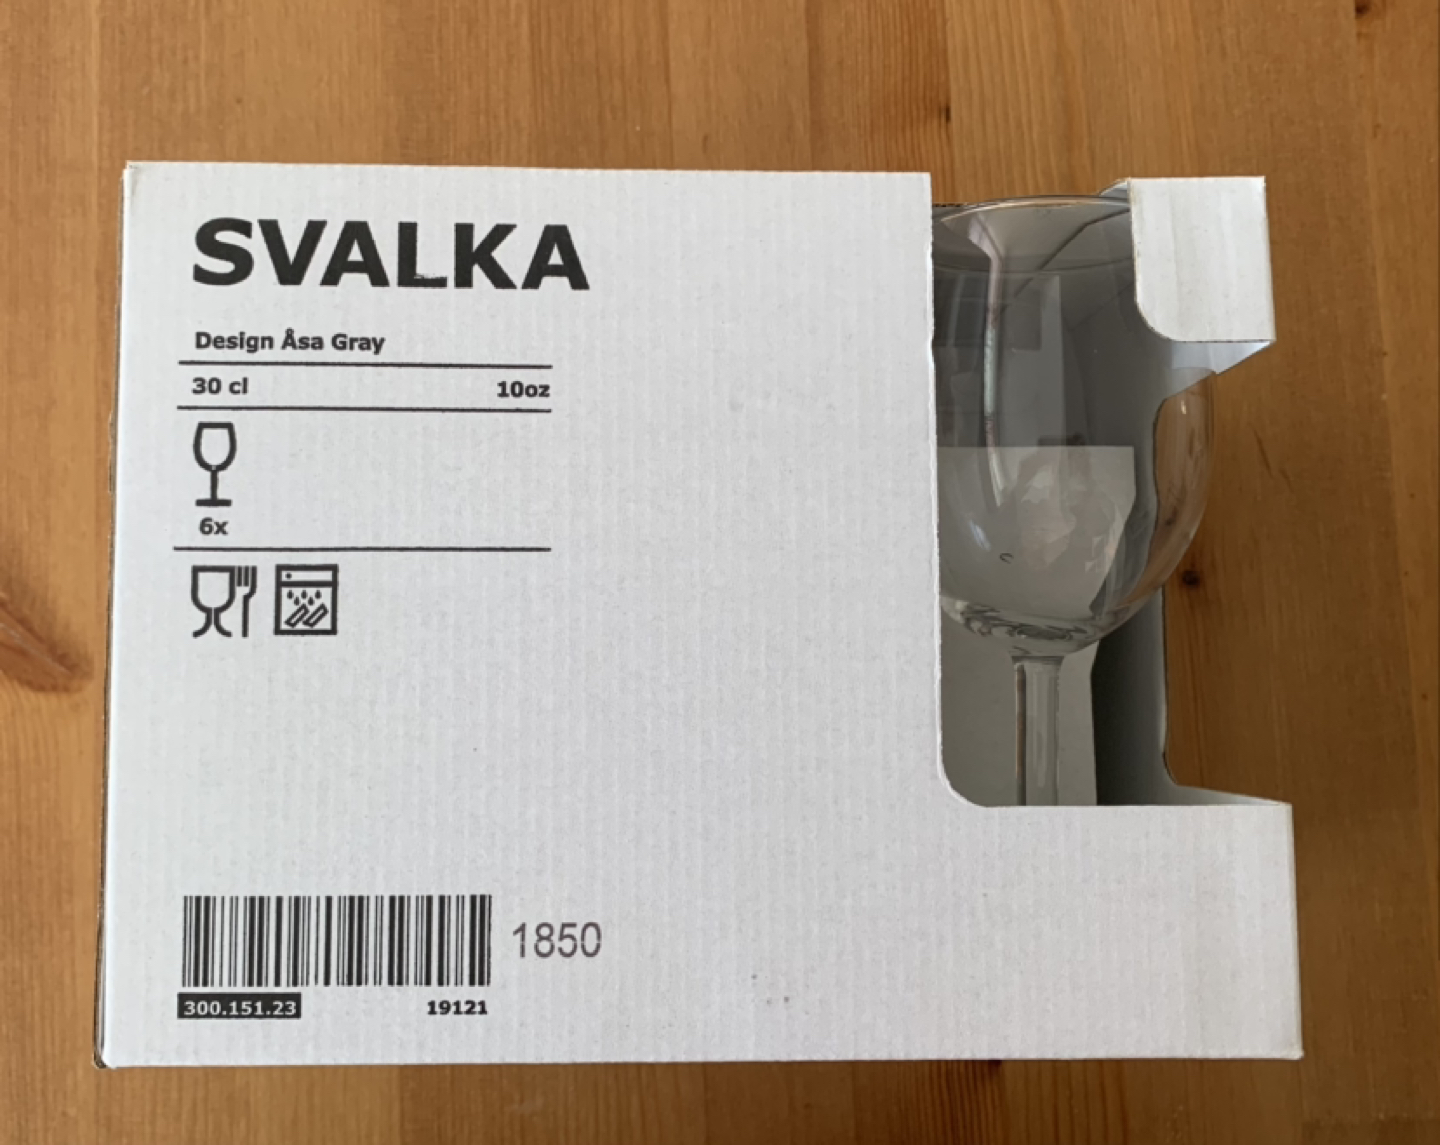 SVALKA
Design Åsa Gray
30 cl 10oz
6x
1850
300.151.23 19121